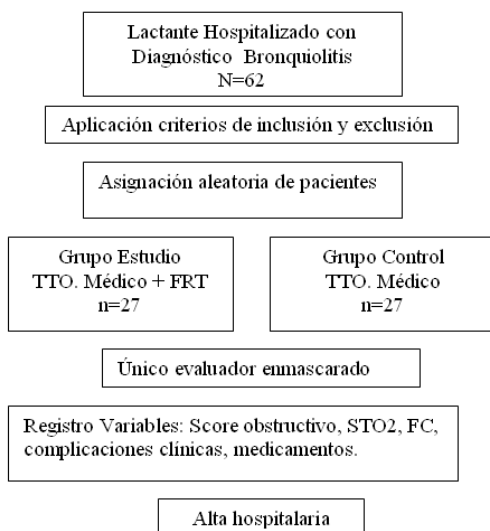 Lactante Hospitalizado con
Diagnóstico Bronquiolitis
N=62
Aplicación criterios de inclusión y exclusión
Asignación aleatoria de pacientes
Grupo Estudio
TTO. Médico + FRT
n=27
Grupo Control
TTO. Médico
n=27
Único evaluador enmascarado
Registro Variables: Score obstructivo, STO2, FC,
complicaciones clínicas, medicamentos.
Alta hospitalaria